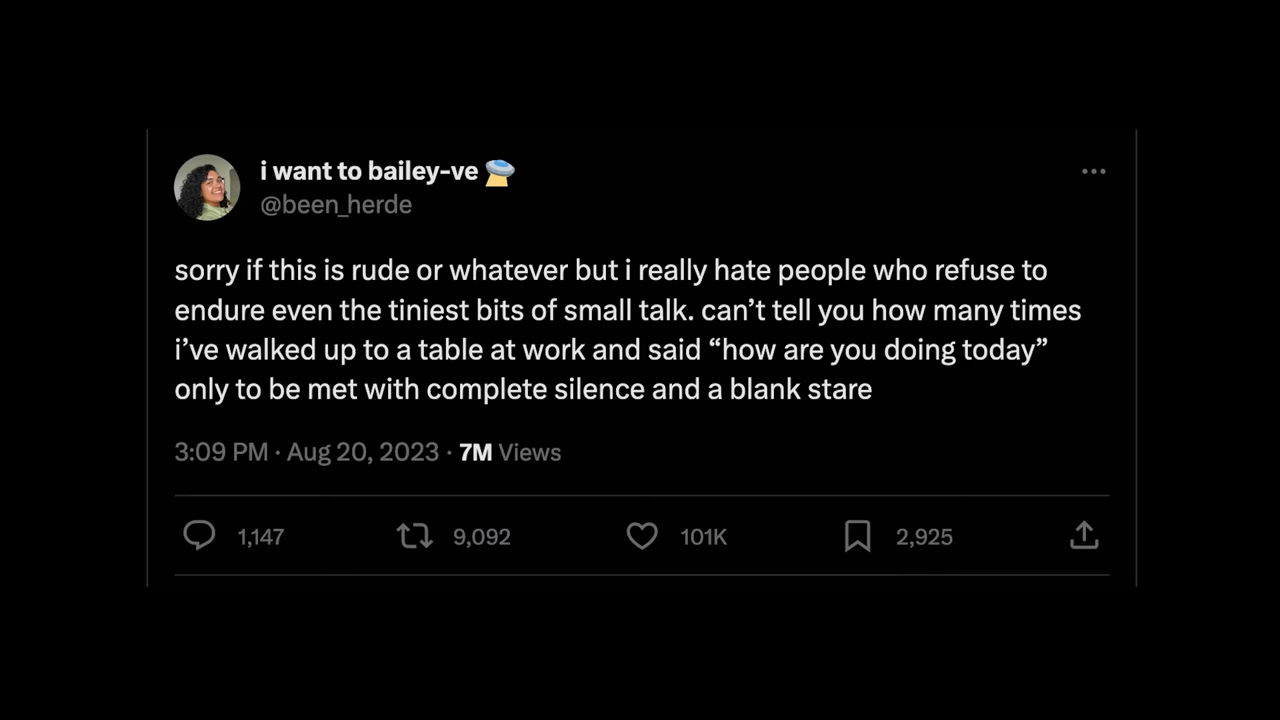 i want to bailey-ve 🛸
@been_herde
sorry if this is rude or whatever but i really hate people who refuse to
endure even the tiniest bits of small talk. can’t tell you how many times
i’ve walked up to a table at work and said “how are you doing today”
only to be met with complete silence and a blank stare
3:09 PM · Aug 20, 2023 · 7M Views
1,147 9,092 101K 2,925